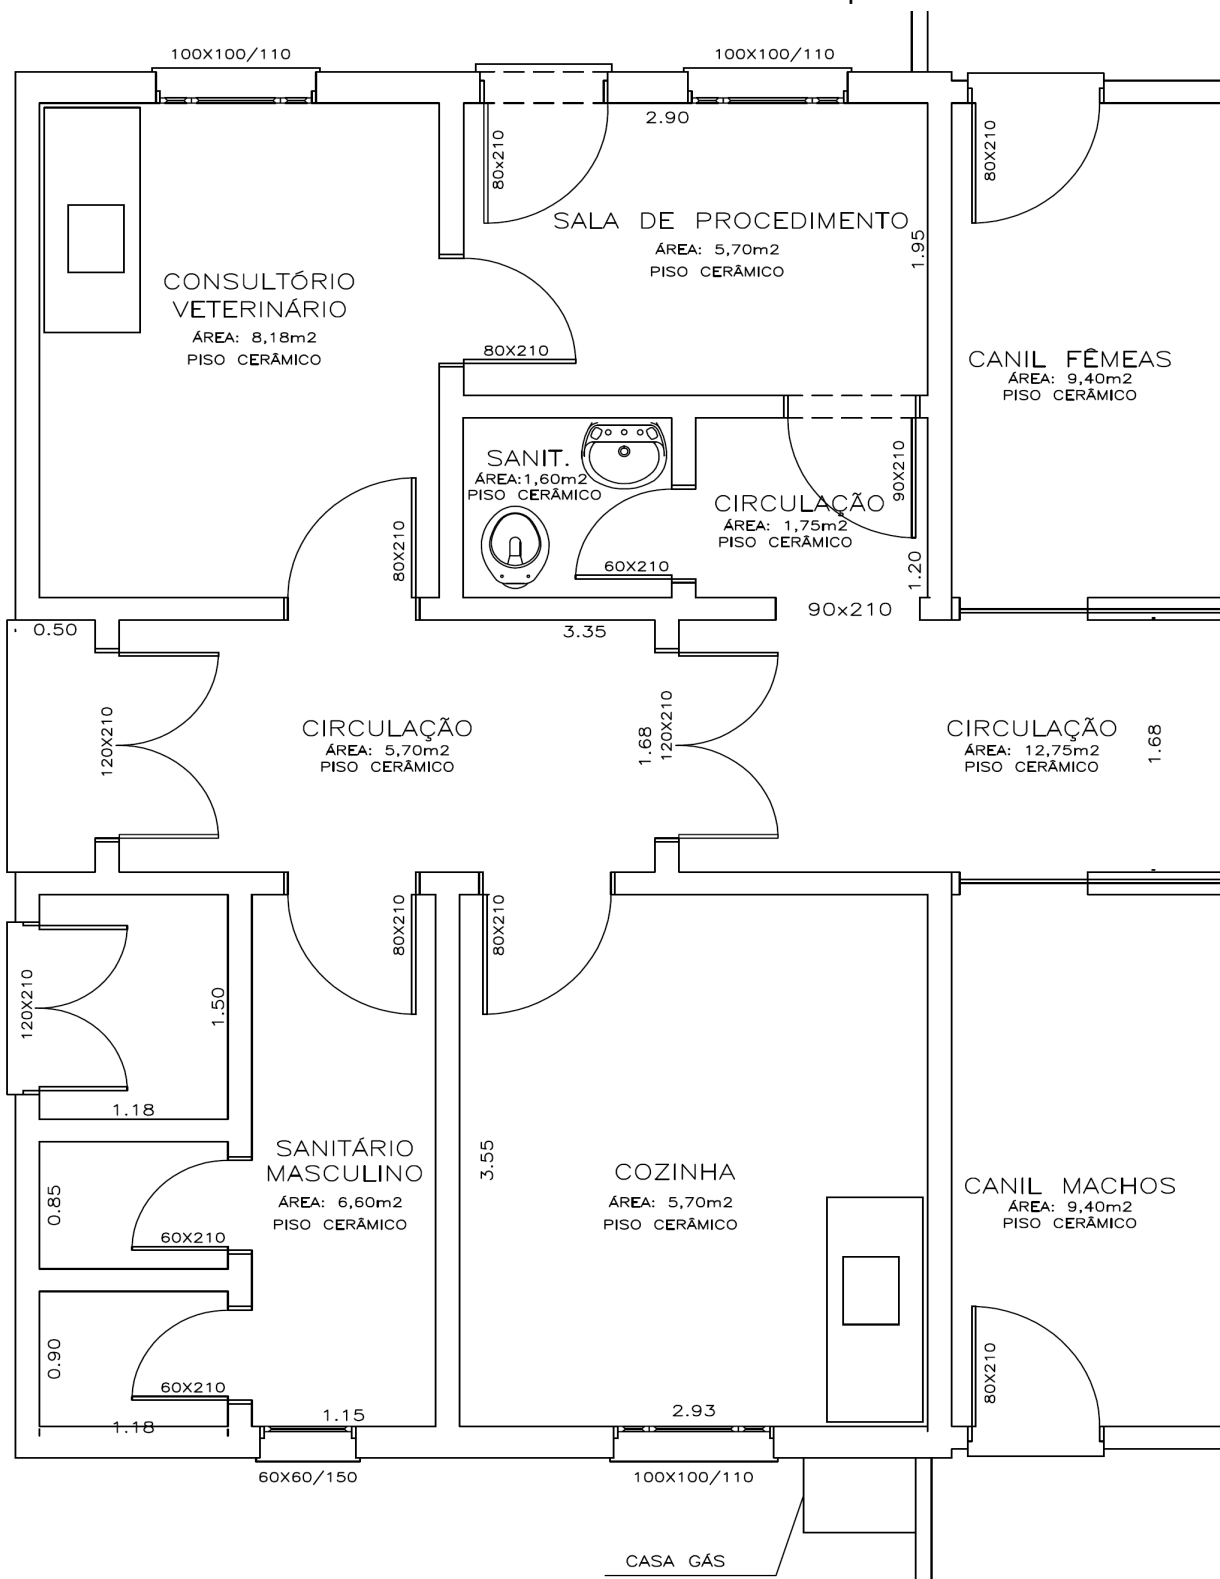 100X100/110
100X100/110
2.90
80x210
80X210
SALA DE PROCEDIMENTO
ÁREA: 5,70m2
PISO CERÂMICO
1.95
CONSULTÓRIO
VETERINÁRIO
ÁREA: 8,18m2
PISO CERÂMICO
80X210
CANIL FÊMEAS
ÁREA: 9,40m2
PISO CERÂMICO
SANIT.
ÁREA:1,60m2
PISO CERÂMICO
90X210
CIRCULAÇÃO
ÁREA: 1,75m2
PISO CERÂMICO
80X210
60X210
1.20
90x210
0.50
3.35
120X210
CIRCULAÇÃO
ÁREA: 5,70m2
PISO CERÂMICO
1.68
120X210
CIRCULAÇÃO
ÁREA: 12,75m2
PISO CERÂMICO
1.68
80X210
80X210
120X210
1.50
1.18
SANITÁRIO
MASCULINO
ÁREA: 6,60m2
PISO CERÂMICO
3.55
COZINHA
ÁREA: 5,70m2
PISO CERÂMICO
CANIL MACHOS
ÁREA: 9,40m2
PISO CERÂMICO
0.85
60X210
0.90
60X210
80X210
1.18
1.15
2.93
60X60/150
100X100/110
CASA GÁS